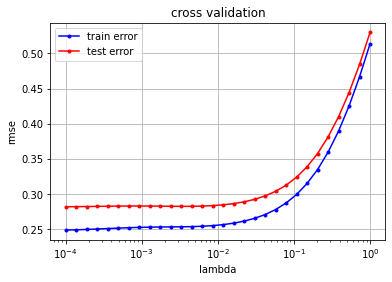 cross validation
train error
test error
0.50
0.45
0.40
0.35
0.30
0.25
rmse
10⁻⁴
10⁻³
10⁻²
10⁻¹
10⁰
lambda